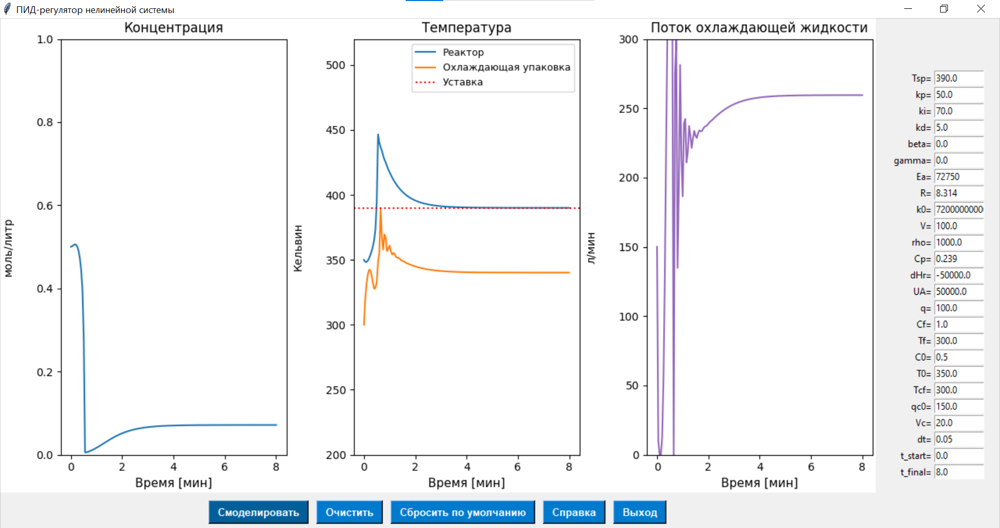 ПИД-регулятор нелинейной системы
Концентрация
1.0
0.8
0.6
0.4
0.2
0.0
моль/литр
0 2 4 6 8
Время [мин]
Температура
500
450
400
350
300
250
200
Кельвин
Реактор
Охлаждающая упаковка
Уставка
0 2 4 6 8
Время [мин]
Поток охлаждающей жидкости
300
250
200
150
100
50
0
л/мин
0 2 4 6 8
Время [мин]
Tsp= 390.0
kp= 50.0
ki= 70.0
kd= 5.0
beta= 0.0
gamma= 0.0
Ea= 72750
R= 8.314
k0= 7200000000
V= 100.0
rho= 1000.0
Cp= 0.239
dHr= -50000.0
UA= 50000.0
q= 100.0
Cf= 1.0
Tf= 300.0
C0= 0.5
T0= 350.0
Tcf= 300.0
qc0= 150.0
Vc= 20.0
dt= 0.05
t_start= 0.0
t_final= 8.0
Смоделировать Очистить Сбросить по умолчанию Справка Выход